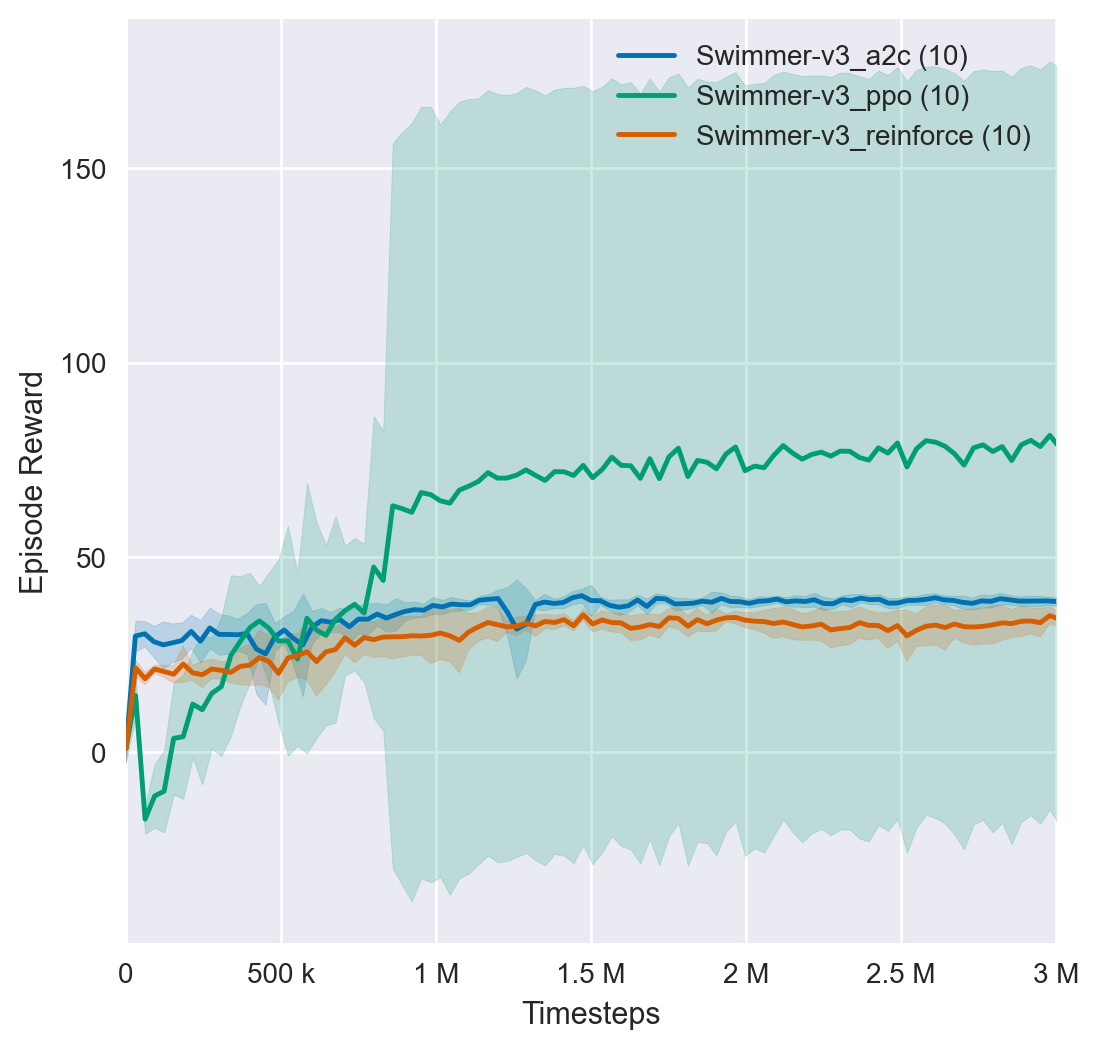 Swimmer-v3_a2c (10)
Swimmer-v3_ppo (10)
Swimmer-v3_reinforce (10)
150
100
50
0
Episode Reward
0
500 k
1 M
1.5 M
2 M
2.5 M
3 M
Timesteps